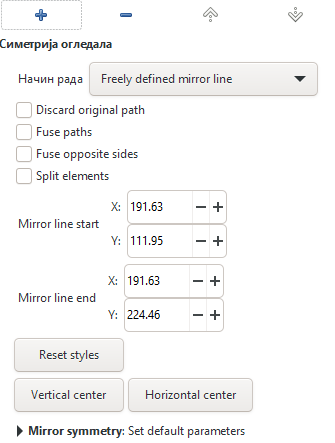 Симетрија огледала
Начин рада Freely defined mirror line
Discard original path
Fuse paths
Fuse opposite sides
Split elements
Mirror line start
X: 191.63
Y: 111.95
Mirror line end
X: 191.63
Y: 224.46
Reset styles
Vertical center Horizontal center
Mirror symmetry: Set default parameters